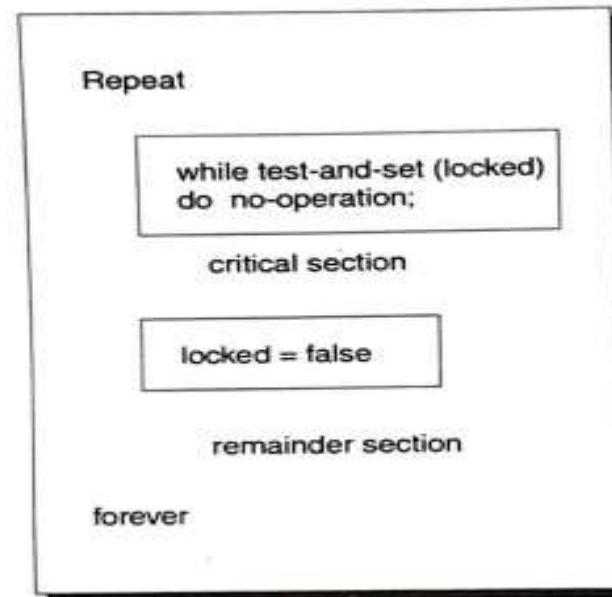 Repeat
while test-and-set (locked)
do no-operation;
critical section
locked = false
remainder section
forever